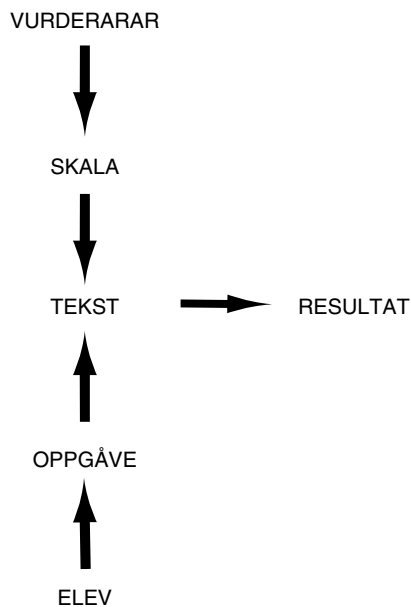 VURDERARAR
SKALA
TEKST
RESULTAT
OPPGÅVE
ELEV